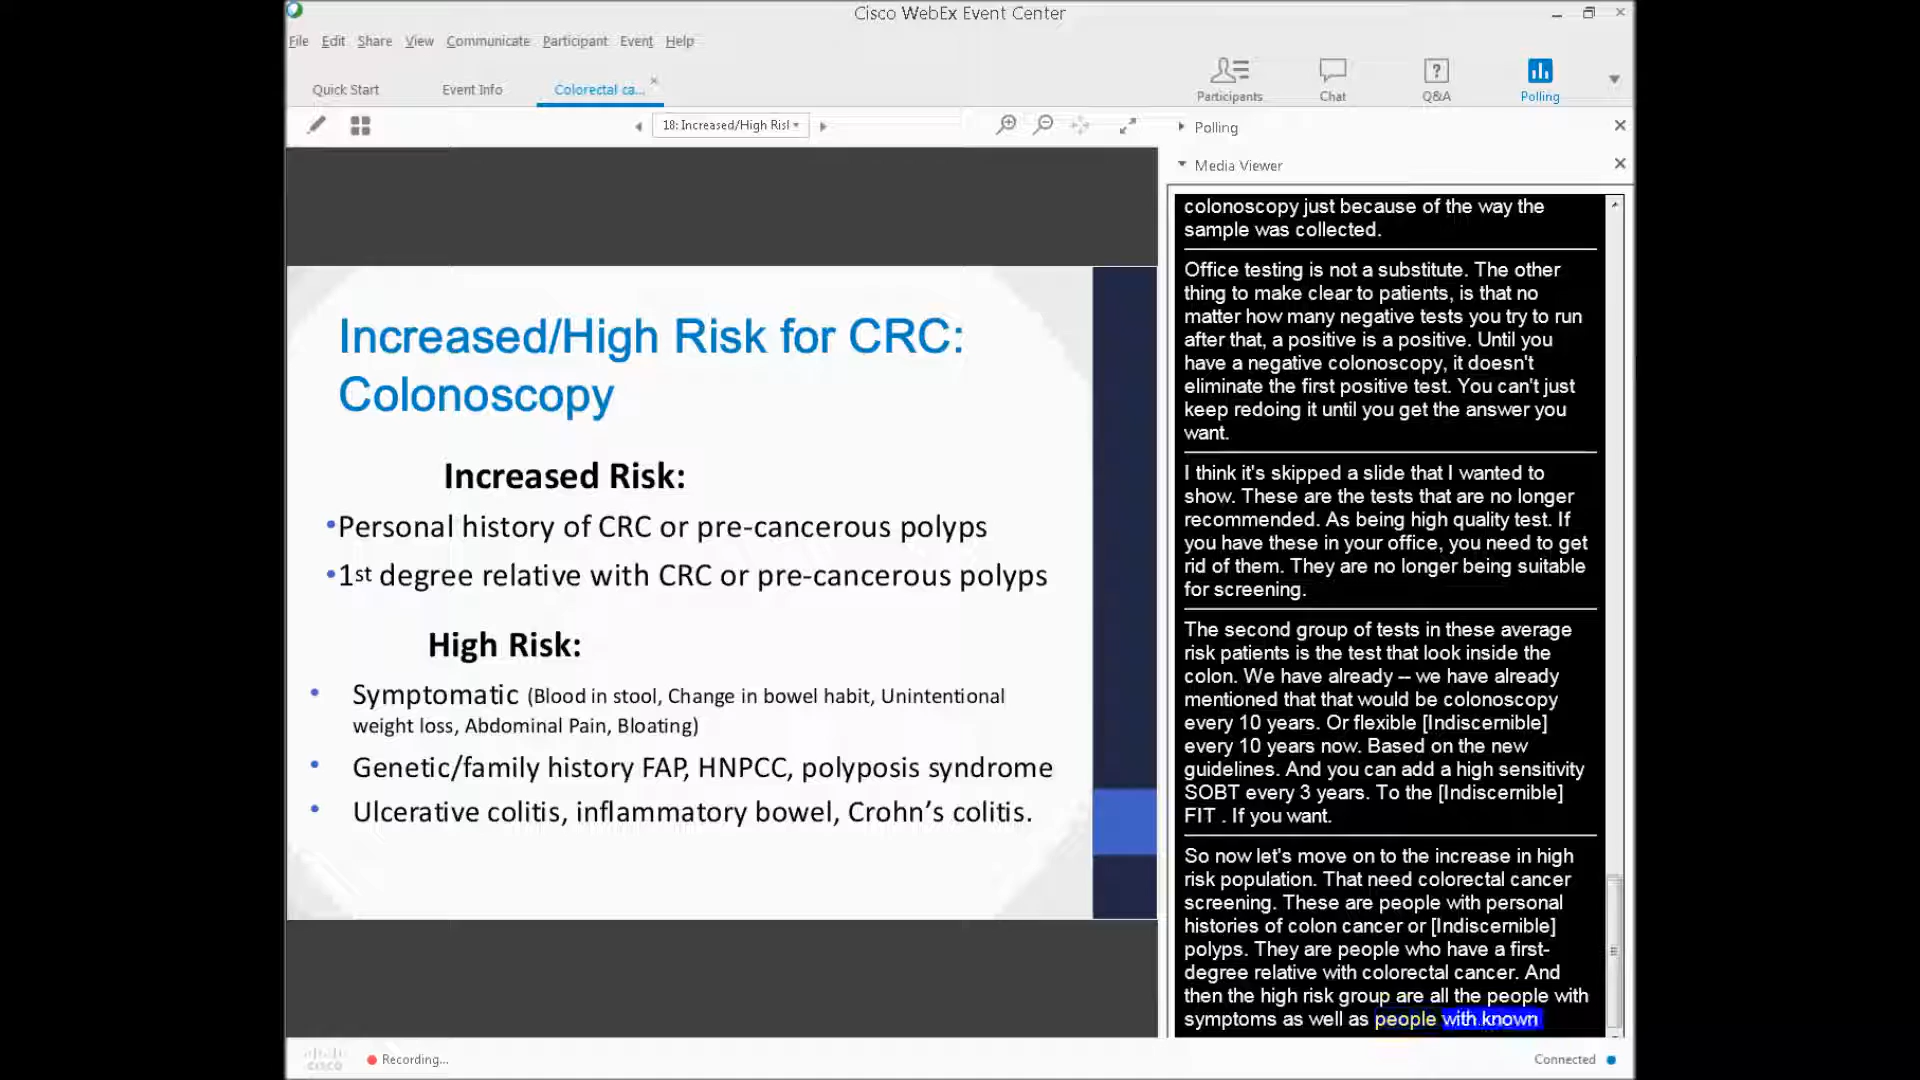 Cisco WebEx Event Center
File Edit Share View Communicate Participant Event Help
Quick Start Event Info Colorectal ca...
Participants Chat Q&A Polling
18: Increased/High Risl
Polling
Media Viewer
Increased/High Risk for CRC:
Colonoscopy
Increased Risk:
•Personal history of CRC or pre-cancerous polyps
•1st degree relative with CRC or pre-cancerous polyps
High Risk:
• Symptomatic (Blood in stool, Change in bowel habit, Unintentional
weight loss, Abdominal Pain, Bloating)
• Genetic/family history FAP, HNPCC, polyposis syndrome
• Ulcerative colitis, inflammatory bowel, Crohn’s colitis.
colonoscopy just because of the way the
sample was collected.
Office testing is not a substitute. The other
thing to make clear to patients, is that no
matter how many negative tests you try to run
after that, a positive is a positive. Until you
have a negative colonoscopy, it doesn't
eliminate the first positive test. You can't just
keep redoing it until you get the answer you
want.
I think it's skipped a slide that I wanted to
show. These are the tests that are no longer
recommended. As being high quality test. If
you have these in your office, you need to get
rid of them. They are no longer being suitable
for screening.
The second group of tests in these average
risk patients is the test that look inside the
colon. We have already -- we have already
mentioned that that would be colonoscopy
every 10 years. Or flexible [Indiscernible]
every 10 years now. Based on the new
guidelines. And you can add a high sensitivity
SOBT every 3 years. To the [Indiscernible]
FIT . If you want.
So now let's move on to the increase in high
risk population. That need colorectal cancer
screening. These are people with personal
histories of colon cancer or [Indiscernible]
polyps. They are people who have a first-
degree relative with colorectal cancer. And
then the high risk group are all the people with
symptoms as well as people with known
cisco
Recording...
Connected